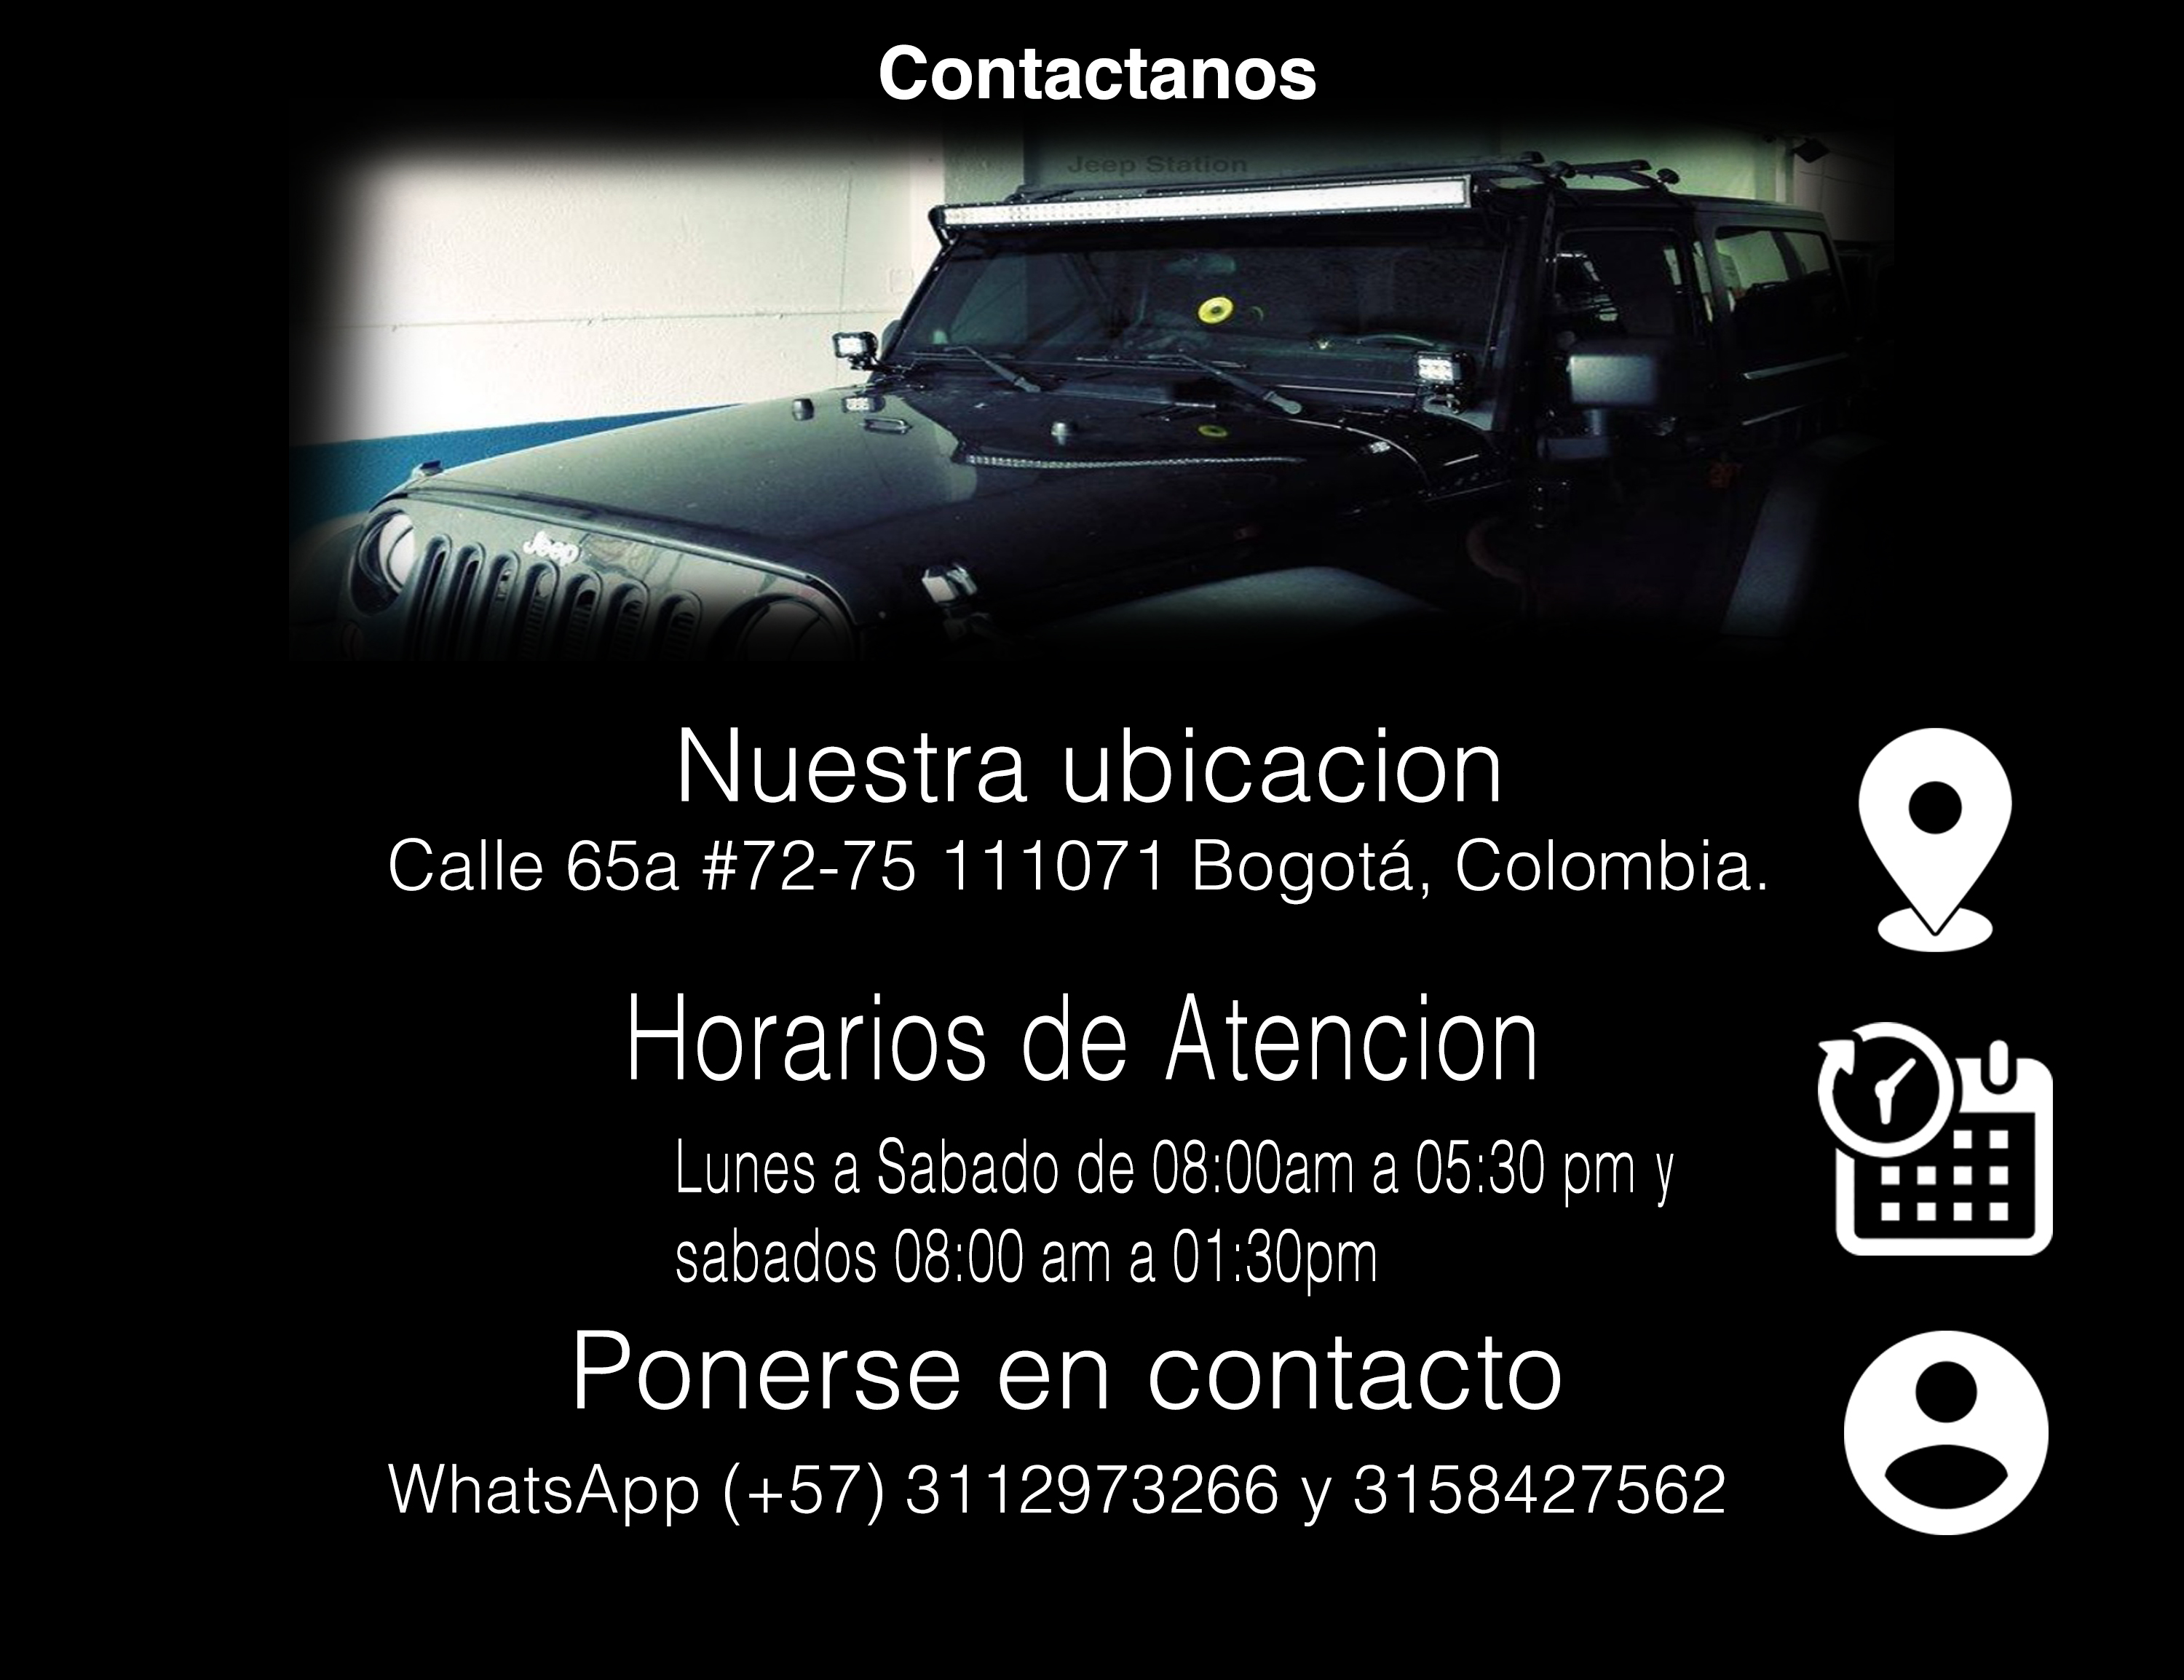 Contactanos
Jeep Station
Jeep
Nuestra ubicacion
Calle 65a #72-75 111071 Bogotá, Colombia.
Horarios de Atencion
Lunes a Sabado de 08:00am a 05:30 pm y
sabados 08:00 am a 01:30pm
Ponerse en contacto
WhatsApp (+57) 3112973266 y 3158427562